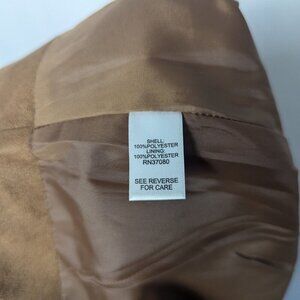 SHELL:
100%POLYESTER
LINING:
100%POLYESTER
RN37080
SEE REVERSE
FOR CARE